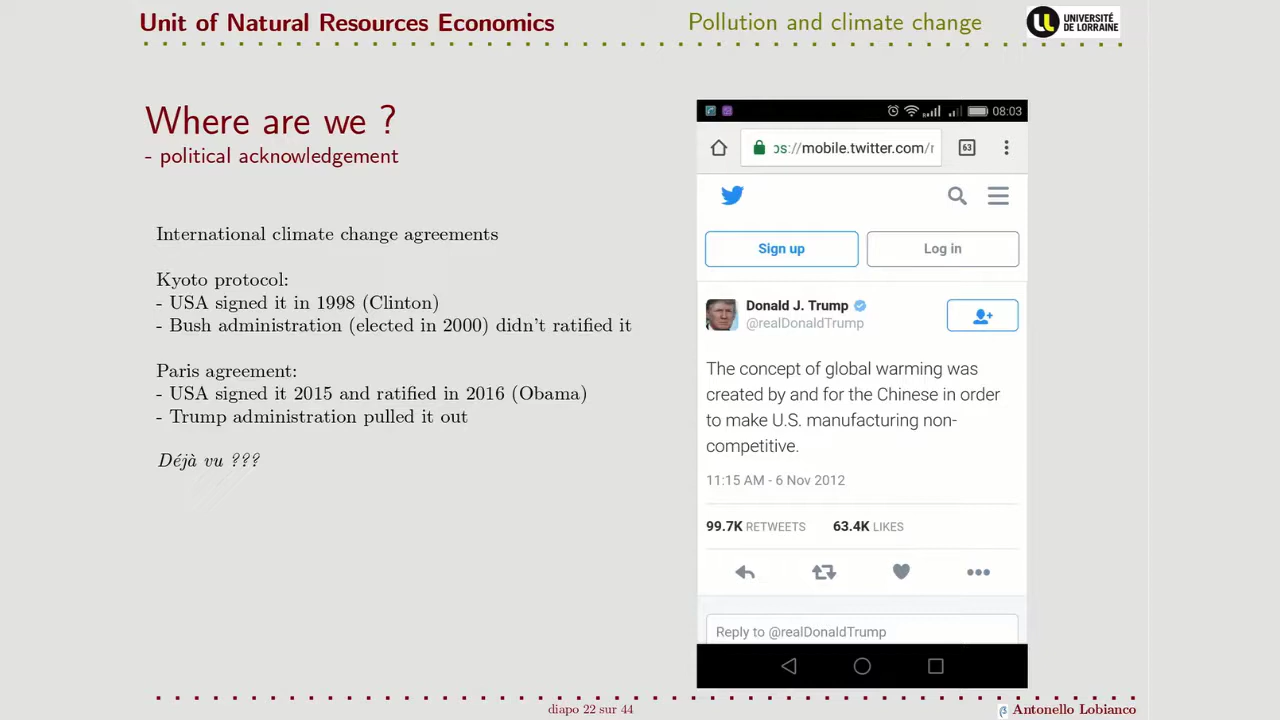 Unit of Natural Resources Economics
Pollution and climate change
UNIVERSITÉ
DE LORRAINE
Where are we ?
- political acknowledgement
International climate change agreements
Kyoto protocol:
- USA signed it in 1998 (Clinton)
- Bush administration (elected in 2000) didn't ratified it
Paris agreement:
- USA signed it 2015 and ratified in 2016 (Obama)
- Trump administration pulled it out
Déjà vu ???
08:03
ps://mobile.twitter.com/r
63
Sign up
Log in
Donald J. Trump
@realDonaldTrump
The concept of global warming was
created by and for the Chinese in order
to make U.S. manufacturing non-
competitive.
11:15 AM - 6 Nov 2012
99.7K RETWEETS 63.4K LIKES
Reply to @realDonaldTrump
diapo 22 sur 44
Antonello Lobianco